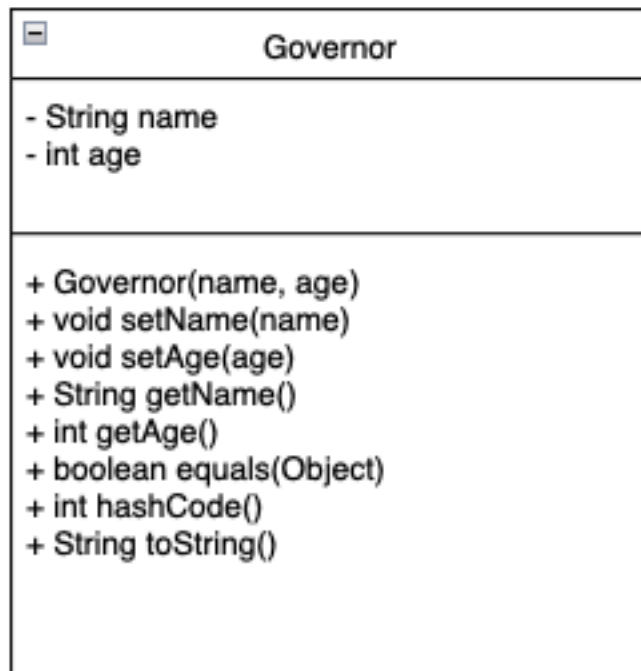 Governor
- String name
- int age
+ Governor(name, age)
+ void setName(name)
+ void setAge(age)
+ String getName()
+ int getAge()
+ boolean equals(Object)
+ int hashCode()
+ String toString()